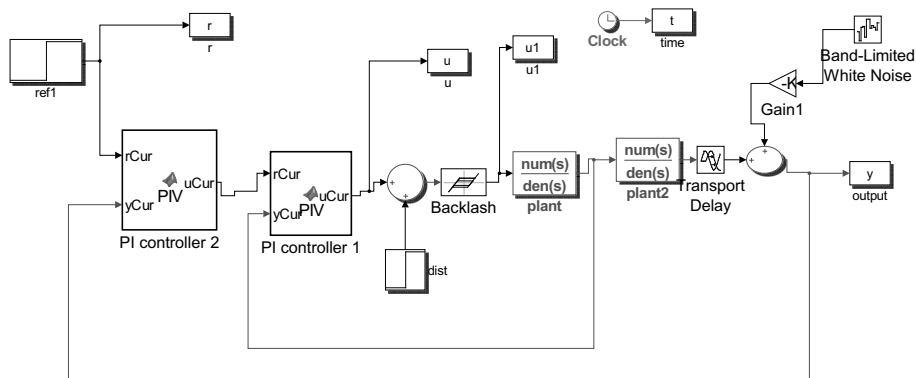 r
r
ref1
Clock
t
time
Band-Limited
White Noise
-K
Gain1
u
u
u1
u1
rCur
yCur
PIV
uCur
PI controller 2
rCur
yCur
PIV
uCur
PI controller 1
+
+
dist
Backlash
num(s)
den(s)
plant
num(s)
den(s)
plant2
Transport
Delay
+
+
y
output